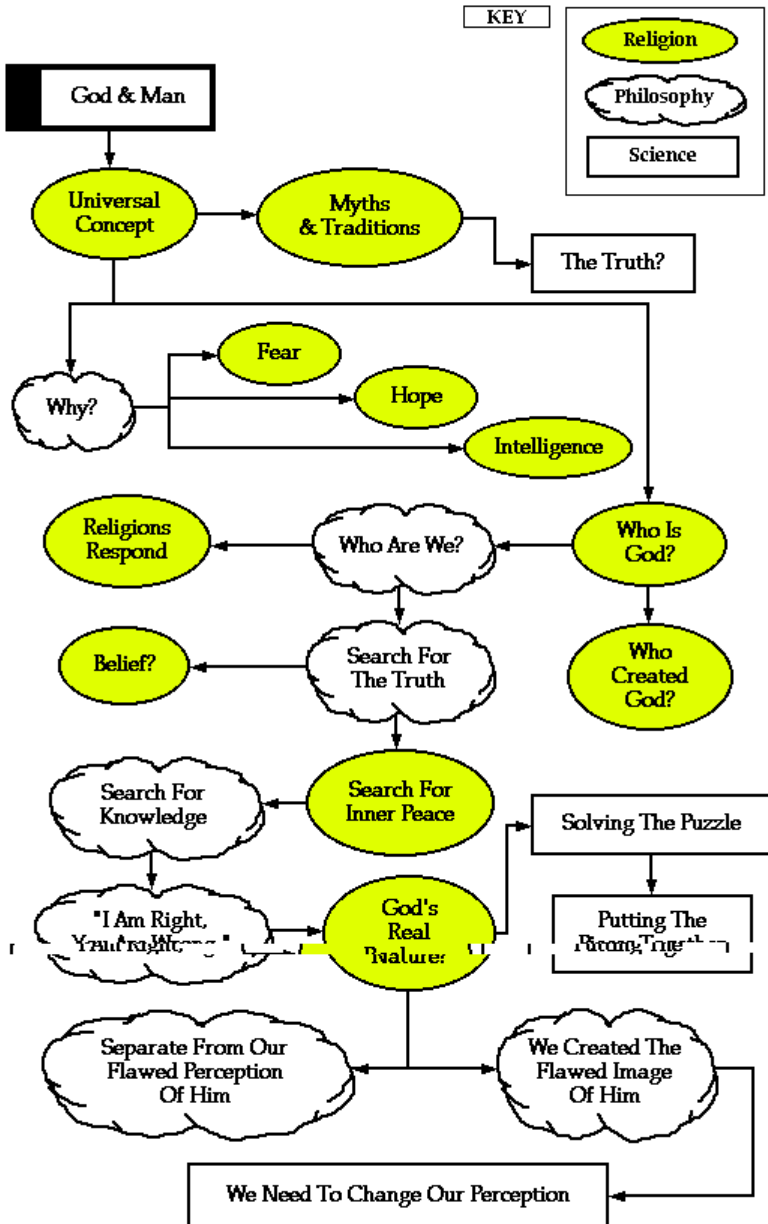 KEY
Religion
Philosophy
Science
God & Man
Universal
Concept
Myths
& Traditions
The Truth?
Why?
Fear
Hope
Intelligence
Religions
Respond
Who Are We?
Who Is
God?
Belief?
Search For
The Truth
Who
Created
God?
Search For
Knowledge
Search For
Inner Peace
Solving The Puzzle
"I Am Right,
God's
Real
Putting The
Separate From Our
Flawed Perception
Of Him
We Created The
Flawed Image
Of Him
We Need To Change Our Perception